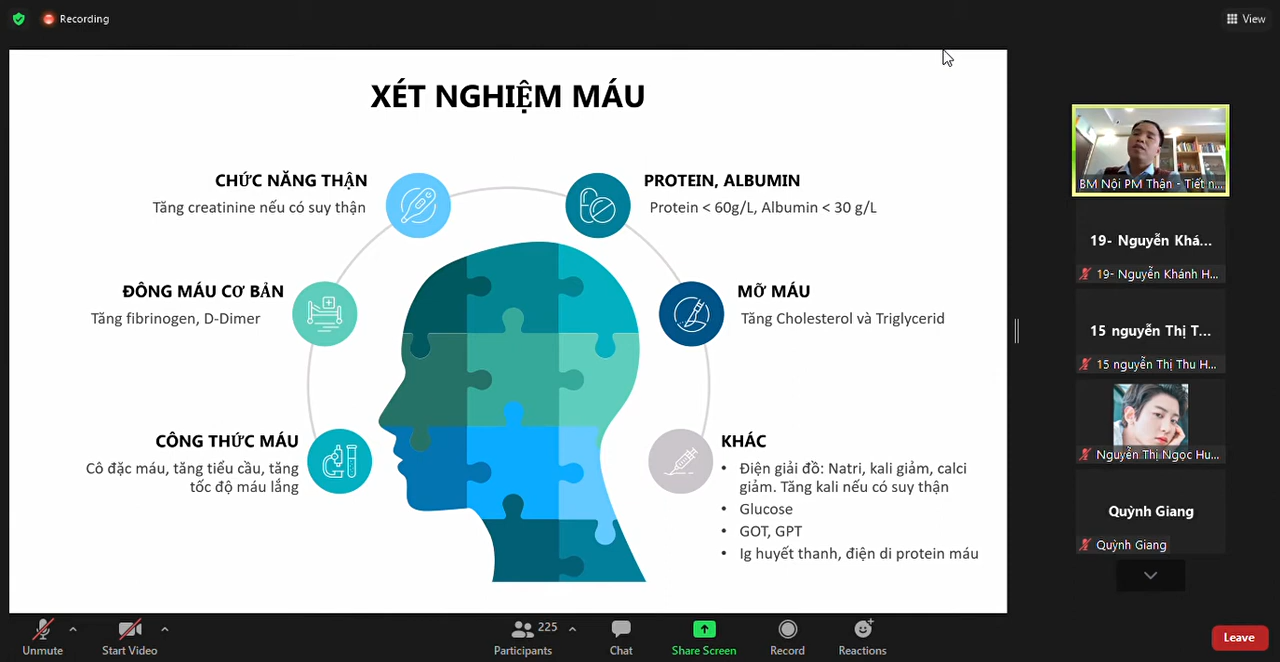 Recording
View
XÉT NGHIỆM MÁU
CHỨC NĂNG THẬN
Tăng creatinine nếu có suy thận
PROTEIN, ALBUMIN
Protein < 60g/L, Albumin < 30 g/L
ĐÔNG MÁU CƠ BẢN
Tăng fibrinogen, D-Dimer
MỠ MÁU
Tăng Cholesterol và Triglycerid
CÔNG THỨC MÁU
Cô đặc máu, tăng tiểu cầu, tăng
tốc độ máu lắng
KHÁC
• Điện giải đồ: Natri, kali giảm, calci
giảm. Tăng kali nếu có suy thận
• Glucose
• GOT, GPT
• Ig huyết thanh, điện di protein máu
BM Nội PM Thận - Tiết n...
19- Nguyễn Khá...
19- Nguyễn Khánh H...
15 nguyễn Thị T...
15 nguyễn Thị Thu H...
Nguyễn Thị Ngọc Hu...
Quỳnh Giang
Quỳnh Giang
Unmute
Start Video
225
Participants
Chat
Share Screen
Record
Reactions
Leave